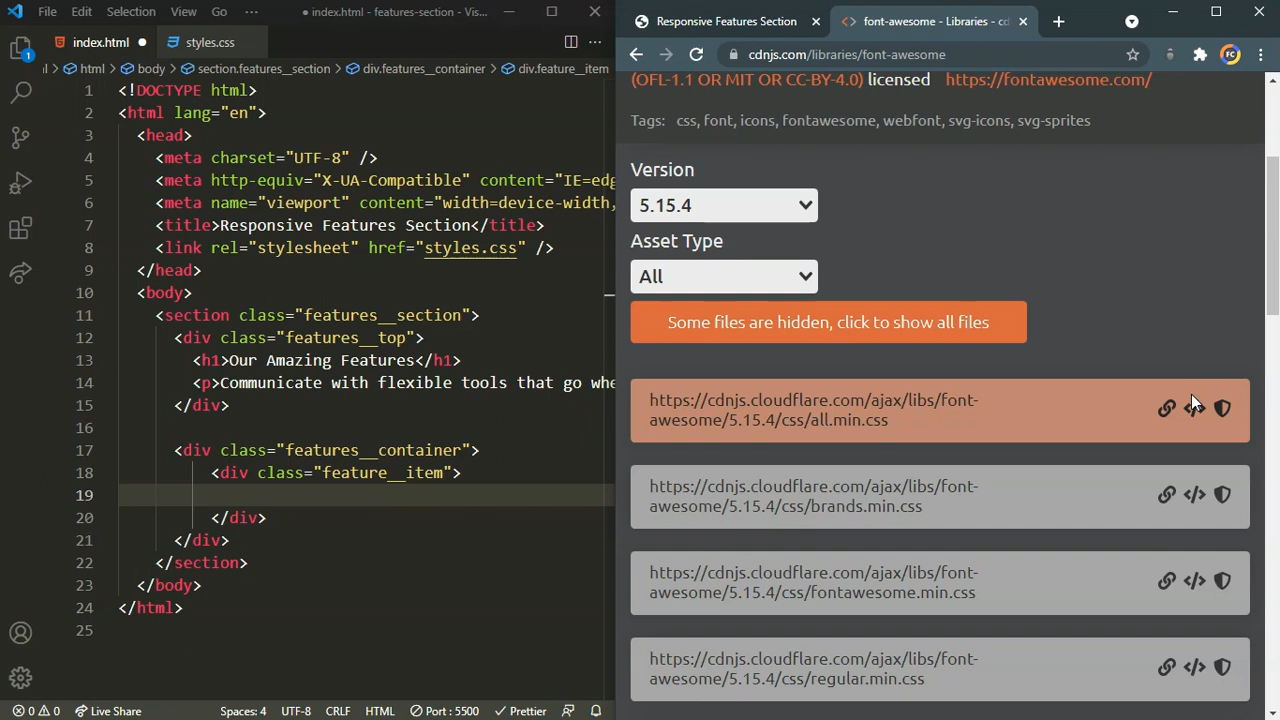 File Edit Selection View Go ··· ● index.html - features-section - Vis...
index.html ● styles.css ···
html > body > section.features__section > div.features__container > div.feature__item
1 <!DOCTYPE html>
2 <html lang="en">
3 <head>
4 <meta charset="UTF-8" />
5 <meta http-equiv="X-UA-Compatible" content="IE=edg
6 <meta name="viewport" content="width=device-width,
7 <title>Responsive Features Section</title>
8 <link rel="stylesheet" href="styles.css" />
9 </head>
10 <body>
11 <section class="features__section">
12 <div class="features__top">
13 <h1>Our Amazing Features</h1>
14 <p>Communicate with flexible tools that go whe
15 </div>
16
17 <div class="features__container">
18 <div class="feature__item">
19
20 </div>
21 </div>
22 </section>
23 </body>
24 </html>
25
1
0 0 Live Share Spaces: 4 UTF-8 CRLF HTML Port : 5500 Prettier
Responsive Features Section font-awesome - Libraries - cd
cdnjs.com/libraries/font-awesome
(OFL-1.1 OR MIT OR CC-BY-4.0) licensed https://fontawesome.com/
Tags: css, font, icons, fontawesome, webfont, svg-icons, svg-sprites
Version
5.15.4
Asset Type
All
Some files are hidden, click to show all files
https://cdnjs.cloudflare.com/ajax/libs/font-
awesome/5.15.4/css/all.min.css
https://cdnjs.cloudflare.com/ajax/libs/font-
awesome/5.15.4/css/brands.min.css
https://cdnjs.cloudflare.com/ajax/libs/font-
awesome/5.15.4/css/fontawesome.min.css
https://cdnjs.cloudflare.com/ajax/libs/font-
awesome/5.15.4/css/regular.min.css